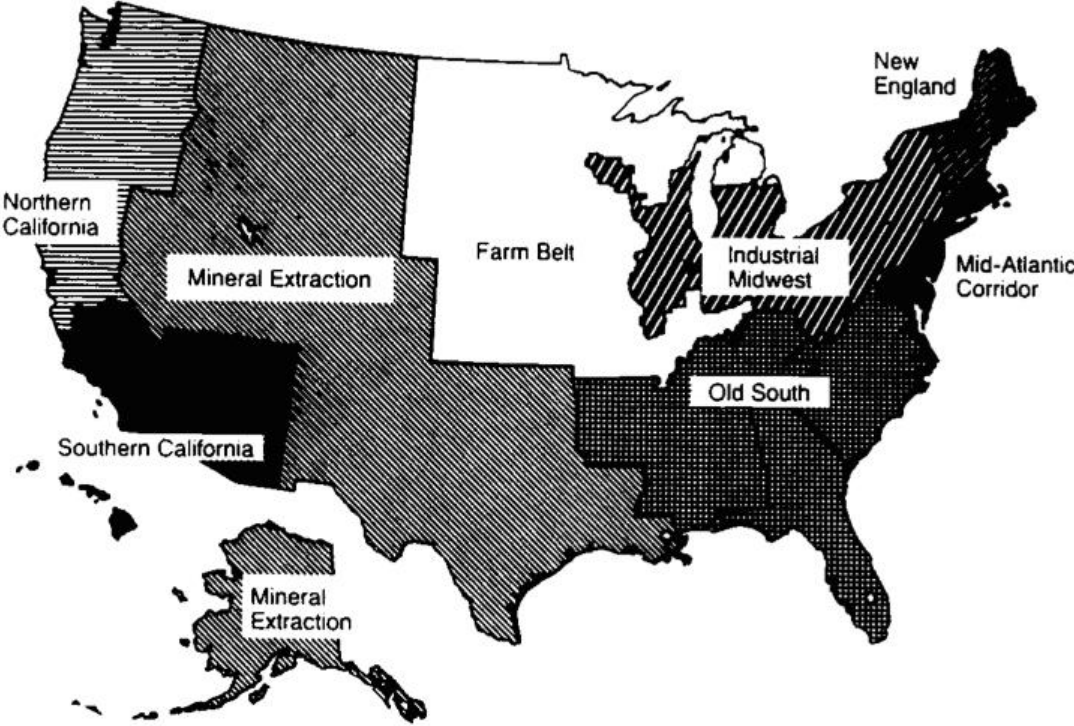 New
England
Northern
California
Mineral Extraction
Farm Belt
Industrial
Midwest
Mid-Atlantic
Corridor
Old South
Southern California
Mineral
Extraction